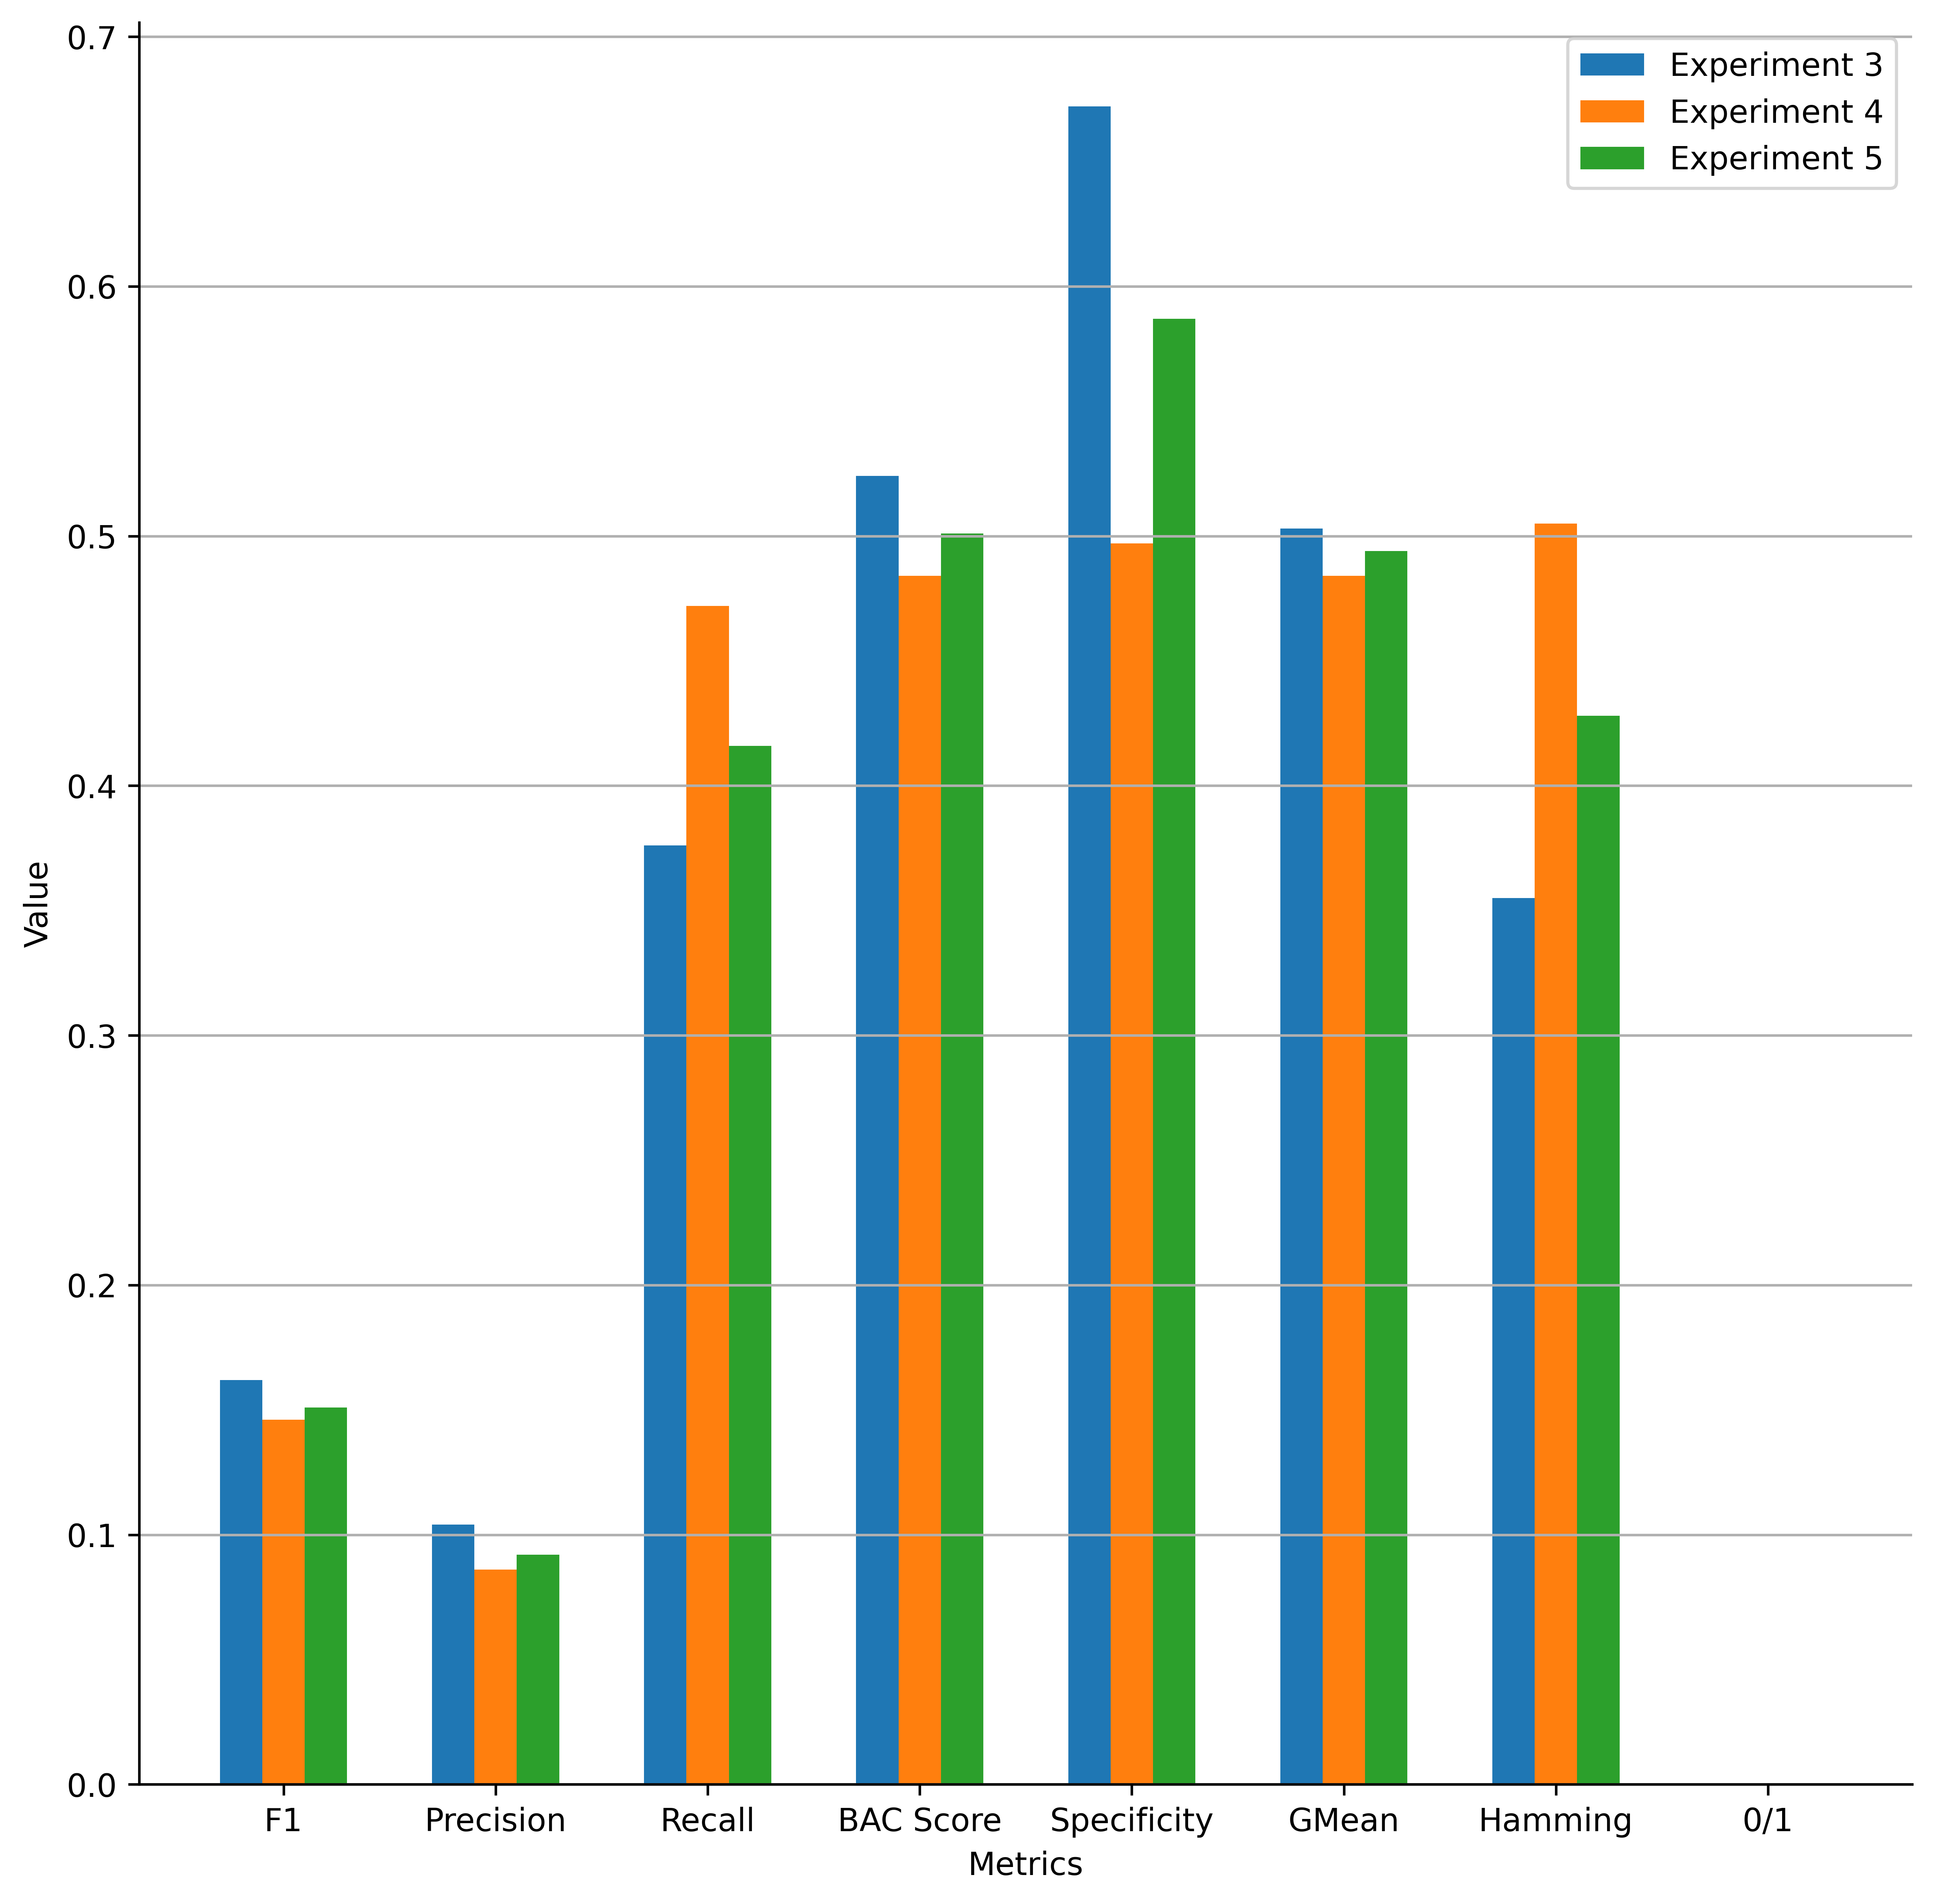 0.7
0.6
0.5
0.4
0.3
0.2
0.1
0.0
Value
Experiment 3
Experiment 4
Experiment 5
F1 Precision Recall BAC Score Specificity GMean Hamming 0/1
Metrics